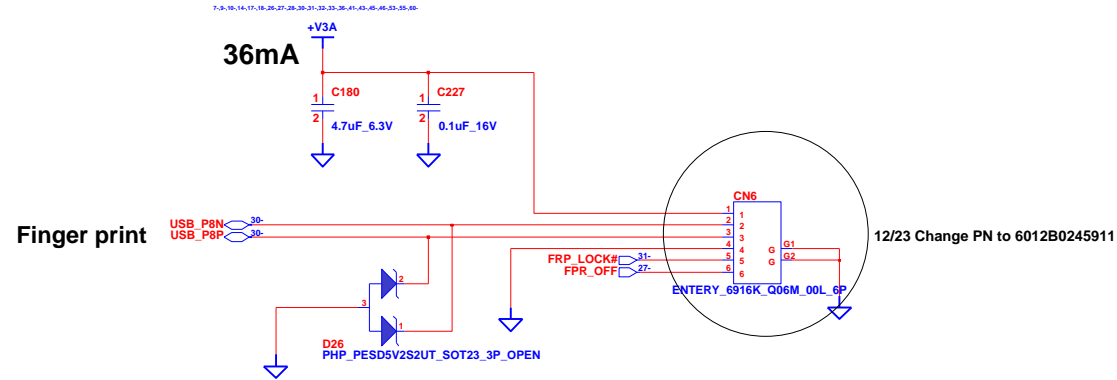 7-,9-,10-,14-,17-,18-,26-,27-,28-,30-,31-,32-,33-,36-,41-,43-,45-,46-,53-,55-,60-
+V3A
36mA
1 C180
2 4.7uF_6.3V
1 C227
2 0.1uF_16V
CN6
1 1
USB_P8N 30- 2 2
Finger print USB_P8P 30- 3 3
4 4 G G1
FRP_LOCK# 31- 5 5 G G2
FPR_OFF 27- 6 6
12/23 Change PN to 6012B0245911
ENTERY_6916K_Q06M_00L_6P
2
3
1
D26
PHP_PESD5V2S2UT_SOT23_3P_OPEN